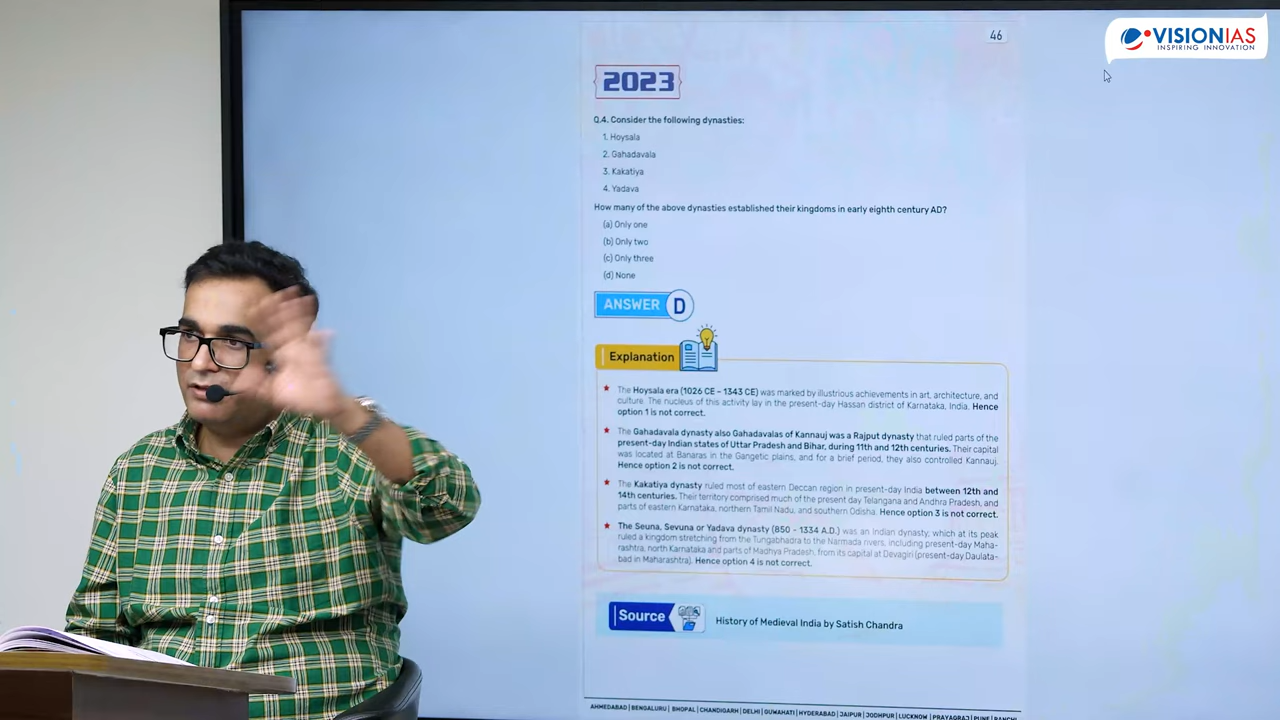 46
VISIONIAS
INSPIRING INNOVATION
2023
Q.4. Consider the following dynasties:
1. Hoysala
2. Gahadavala
3. Kakatiya
4. Yadava
How many of the above dynasties established their kingdoms in early eighth century AD?
(a) Only one
(b) Only two
(c) Only three
(d) None
ANSWER D
Explanation
The Hoysala era (1026 CE – 1343 CE) was marked by illustrious achievements in art, architecture, and
culture. The nucleus of this activity lay in the present-day Hassan district of Karnataka, India. Hence
option 1 is not correct.
The Gahadavala dynasty also Gahadavalas of Kannauj was a Rajput dynasty that ruled parts of the
present-day Indian states of Uttar Pradesh and Bihar, during 11th and 12th centuries. Their capital
was located at Banaras in the Gangetic plains, and for a brief period, they also controlled Kannauj.
Hence option 2 is not correct.
The Kakatiya dynasty ruled most of eastern Deccan region in present-day India between 12th and
14th centuries. Their territory comprised much of the present day Telangana and Andhra Pradesh, and
parts of eastern Karnataka, northern Tamil Nadu, and southern Odisha. Hence option 3 is not correct.
The Seuna, Sevuna or Yadava dynasty (850 - 1334 A.D.) was an Indian dynasty, which at its peak
ruled a kingdom stretching from the Tungabhadra to the Narmada rivers, including present-day Maha-
rashtra, north Karnataka and parts of Madhya Pradesh, from its capital at Devagiri (present-day Daulata-
bad in Maharashtra). Hence option 4 is not correct.
Source
History of Medieval India by Satish Chandra
AHMEDABAD | BENGALURU | BHOPAL | CHANDIGARH | DELHI | GUWAHATI | HYDERABAD | JAIPUR | JODHPUR | LUCKNOW | PRAYAGRAJ | PUNE | RANCHI